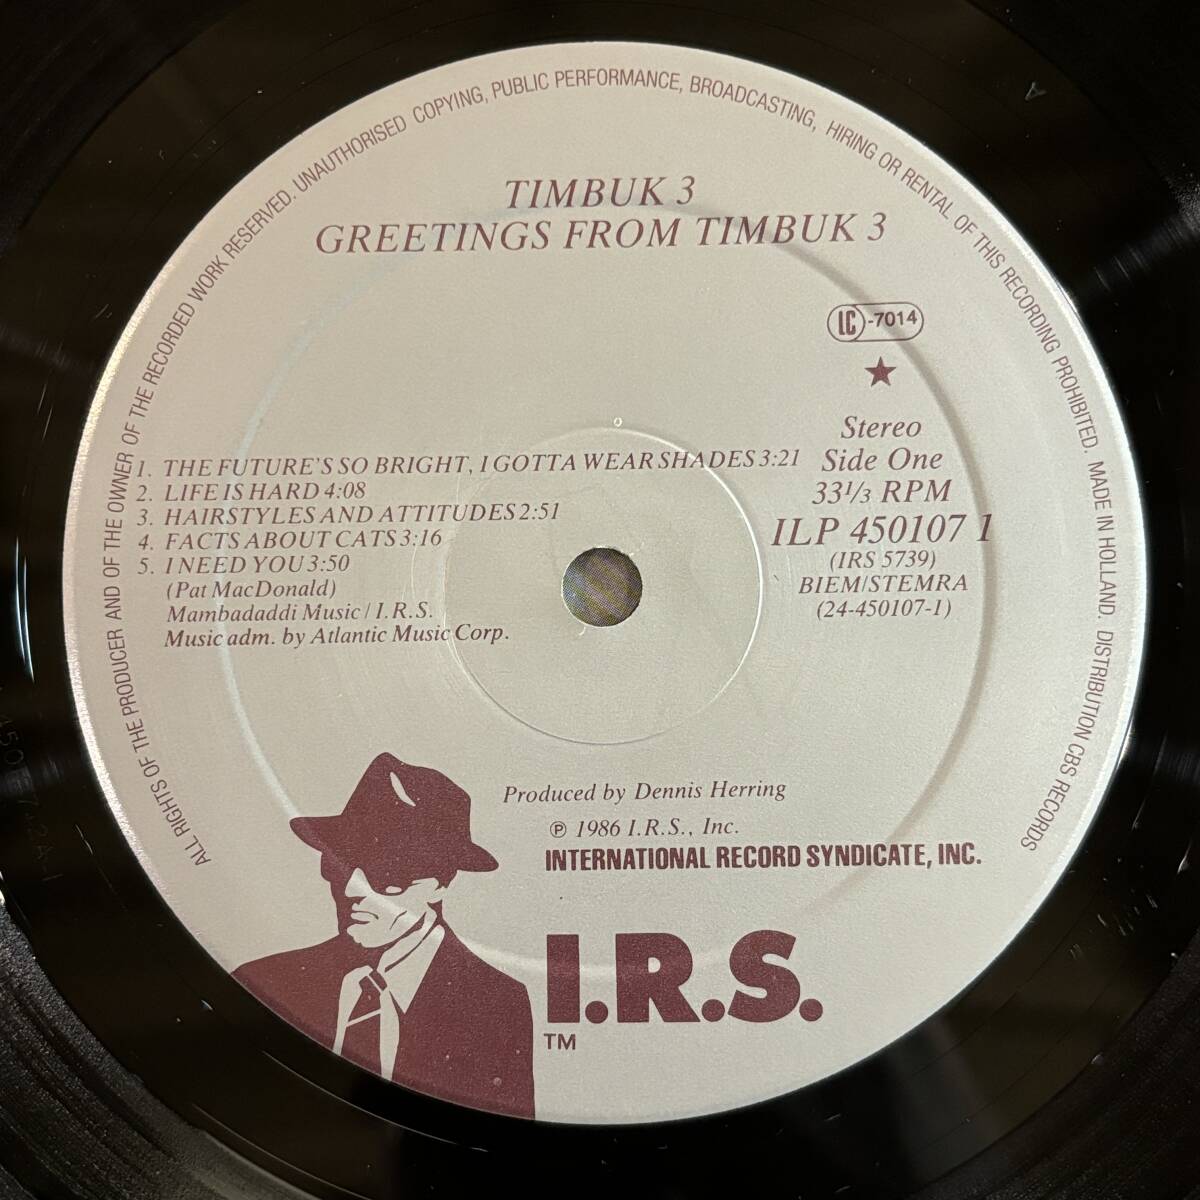 ALL RIGHTS OF THE PRODUCER AND OF THE OWNER OF THE RECORDED WORK RESERVED. UNAUTHORISED COPYING, PUBLIC PERFORMANCE, BROADCASTING, HIRING OR RENTAL OF THIS RECORDING PROHIBITED. MADE IN HOLLAND. DISTRIBUTION CBS RECORDS
TIMBUK 3
GREETINGS FROM TIMBUK 3
LC-7014
★
Stereo
Side One
33⅓ RPM
ILP 450107 1
(IRS 5739)
BIEM/STEMRA
(24-450107-1)
1. THE FUTURE'S SO BRIGHT, I GOTTA WEAR SHADES 3:21
2. LIFE IS HARD 4:08
3. HAIRSTYLES AND ATTITUDES 2:51
4. FACTS ABOUT CATS 3:16
5. I NEED YOU 3:50
(Pat MacDonald)
Mambadaddi Music / I.R.S.
Music adm. by Atlantic Music Corp.
Produced by Dennis Herring
℗ 1986 I.R.S., Inc.
INTERNATIONAL RECORD SYNDICATE, INC.
I.R.S.
TM